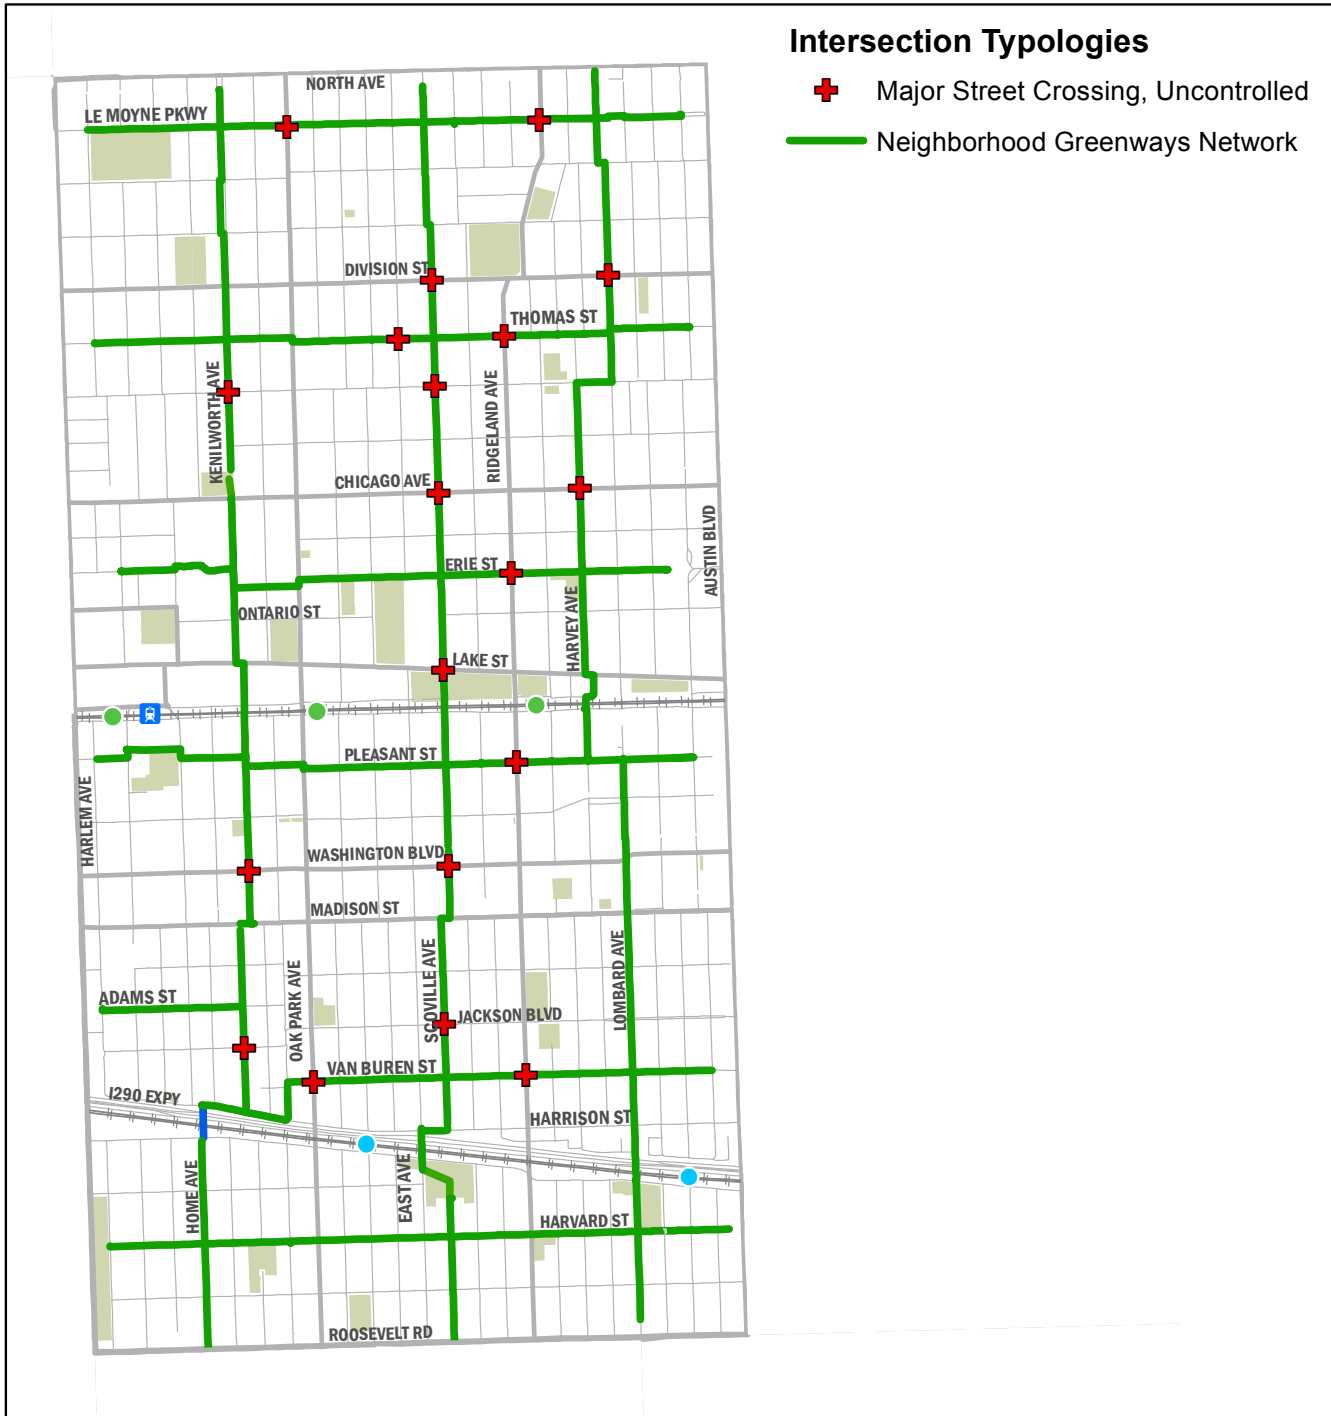 Intersection Typologies
Major Street Crossing, Uncontrolled
Neighborhood Greenways Network
NORTH AVE
LE MOYNE PKWY
DIVISION ST
THOMAS ST
KENILWORTH AVE
RIDGELAND AVE
CHICAGO AVE
AUSTIN BLVD
ERIE ST
HARVEY AVE
ONTARIO ST
LAKE ST
PLEASANT ST
HARLEM AVE
WASHINGTON BLVD
MADISON ST
OAK PARK AVE
SCOVILLE AVE
LOMBARD AVE
ADAMS ST
JACKSON BLVD
VAN BUREN ST
I290 EXPY
HARRISON ST
HOME AVE
EAST AVE
HARVARD ST
ROOSEVELT RD